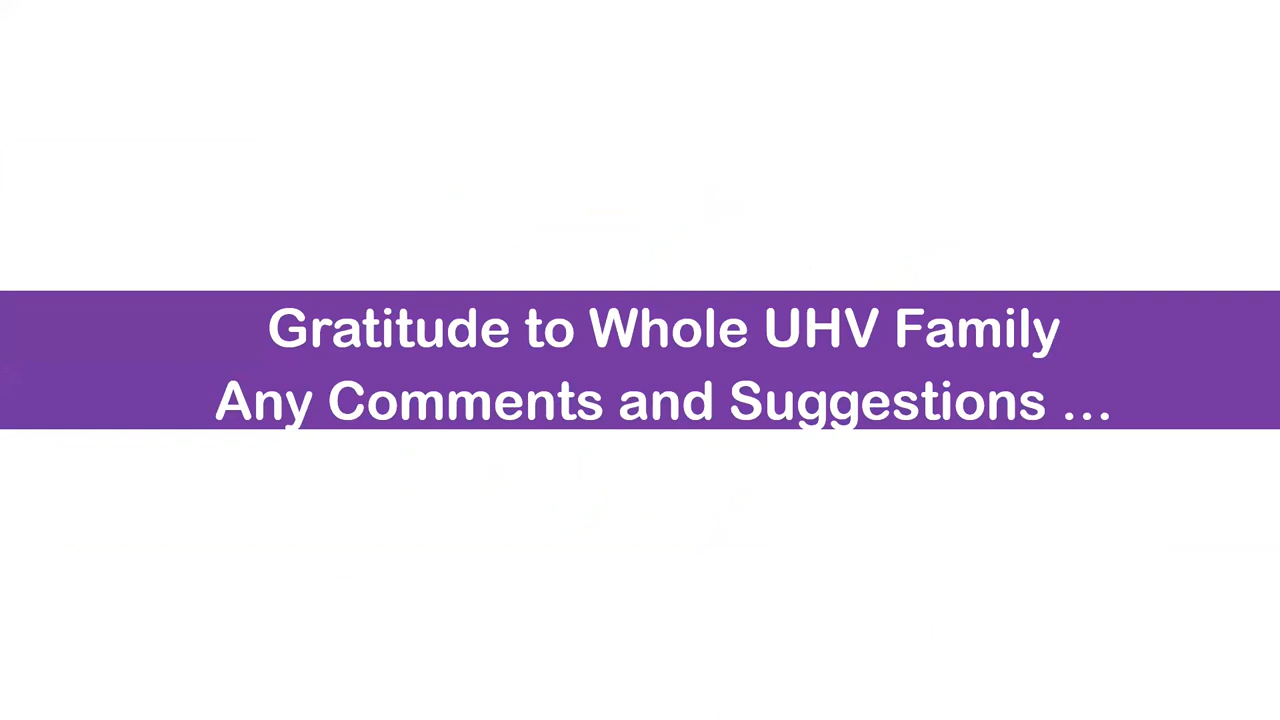 Gratitude to Whole UHV Family
Any Comments and Suggestions …